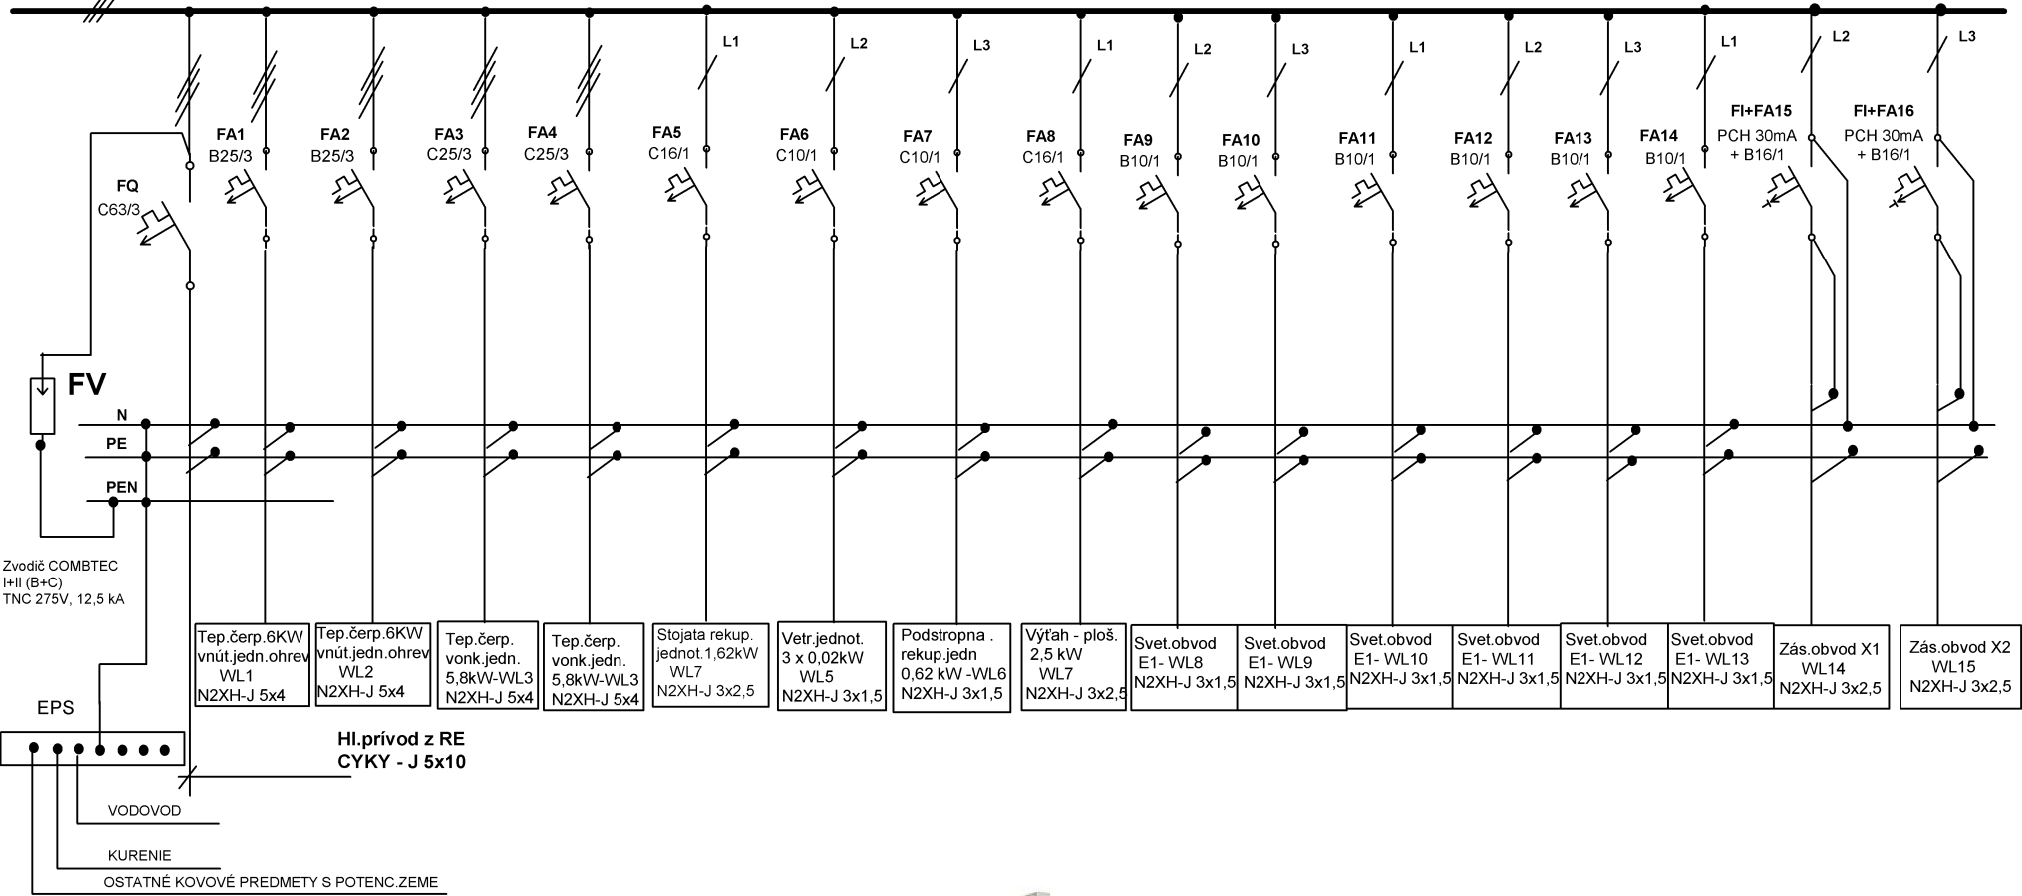 L1
L2
L3
L1
L2
L3
L1
L2
L3
L1
L2
L3
FQ
C63/3
FA1
B25/3
FA2
B25/3
FA3
C25/3
FA4
C25/3
FA5
C16/1
FA6
C10/1
FA7
C10/1
FA8
C16/1
FA9
B10/1
FA10
B10/1
FA11
B10/1
FA12
B10/1
FA13
B10/1
FA14
B10/1
FI+FA15
PCH 30mA
+ B16/1
FI+FA16
PCH 30mA
+ B16/1
FV
N
PE
PEN
Zvodič COMBTEC
I+II (B+C)
TNC 275V, 12,5 kA
Tep.čerp.6KW
vnút.jedn.ohrev
WL1
N2XH-J 5x4
Tep.čerp.6KW
vnút.jedn.ohrev
WL2
N2XH-J 5x4
Tep.čerp.
vonk.jedn.
5,8kW-WL3
N2XH-J 5x4
Tep.čerp.
vonk.jedn.
5,8kW-WL3
N2XH-J 5x4
Stojata rekup.
jednot.1,62kW
WL7
N2XH-J 3x2,5
Vetr.jednot.
3 x 0,02kW
WL5
N2XH-J 3x1,5
Podstropna .
rekup.jedn
0,62 kW -WL6
N2XH-J 3x1,5
Výťah - ploš.
2,5 kW
WL7
N2XH-J 3x2,5
Svet.obvod
E1- WL8
N2XH-J 3x1,5
Svet.obvod
E1- WL9
N2XH-J 3x1,5
Svet.obvod
E1- WL10
N2XH-J 3x1,5
Svet.obvod
E1- WL11
N2XH-J 3x1,5
Svet.obvod
E1- WL12
N2XH-J 3x1,5
Svet.obvod
E1- WL13
N2XH-J 3x1,5
Zás.obvod X1
WL14
N2XH-J 3x2,5
Zás.obvod X2
WL15
N2XH-J 3x2,5
EPS
Hl.prívod z RE
CYKY - J 5x10
VODOVOD
KURENIE
OSTATNÉ KOVOVÉ PREDMETY S POTENC.ZEME